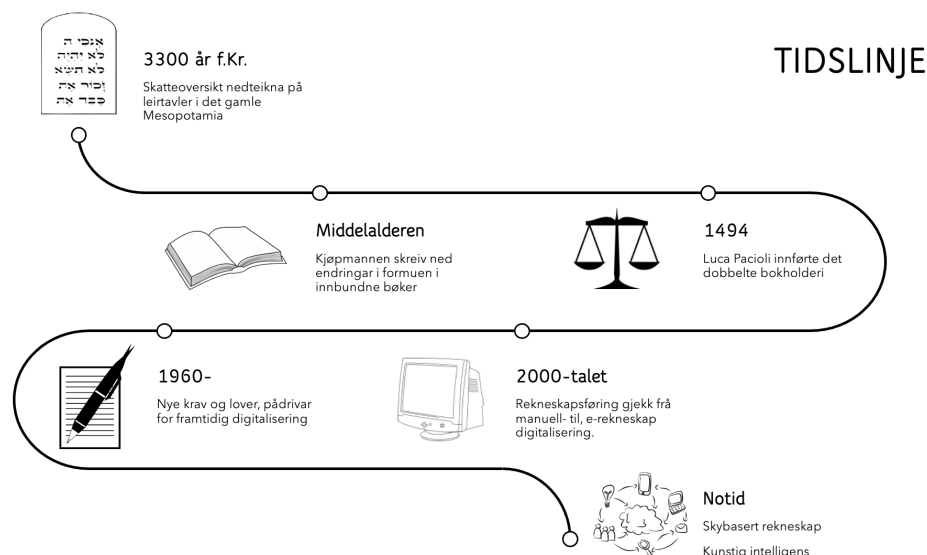 TIDSLINJE
אנכי ה
לא יהיה
לא תשא
זכור את
כבד את
3300 år f.Kr.
Skatteoversikt nedteikna på
leirtavler i det gamle
Mesopotamia
Middelalderen
Kjøpmannen skreiv ned
endringar i formuen i
innbundne bøker
1494
Luca Pacioli innførte det
dobbelte bokholderi
1960-
Nye krav og lover, pådrivar
for framtidig digitalisering
2000-talet
Rekneskapsføring gjekk frå
manuell- til, e-rekneskap
digitalisering.
Notid
Skybasert rekneskap
Kunstig intelligens